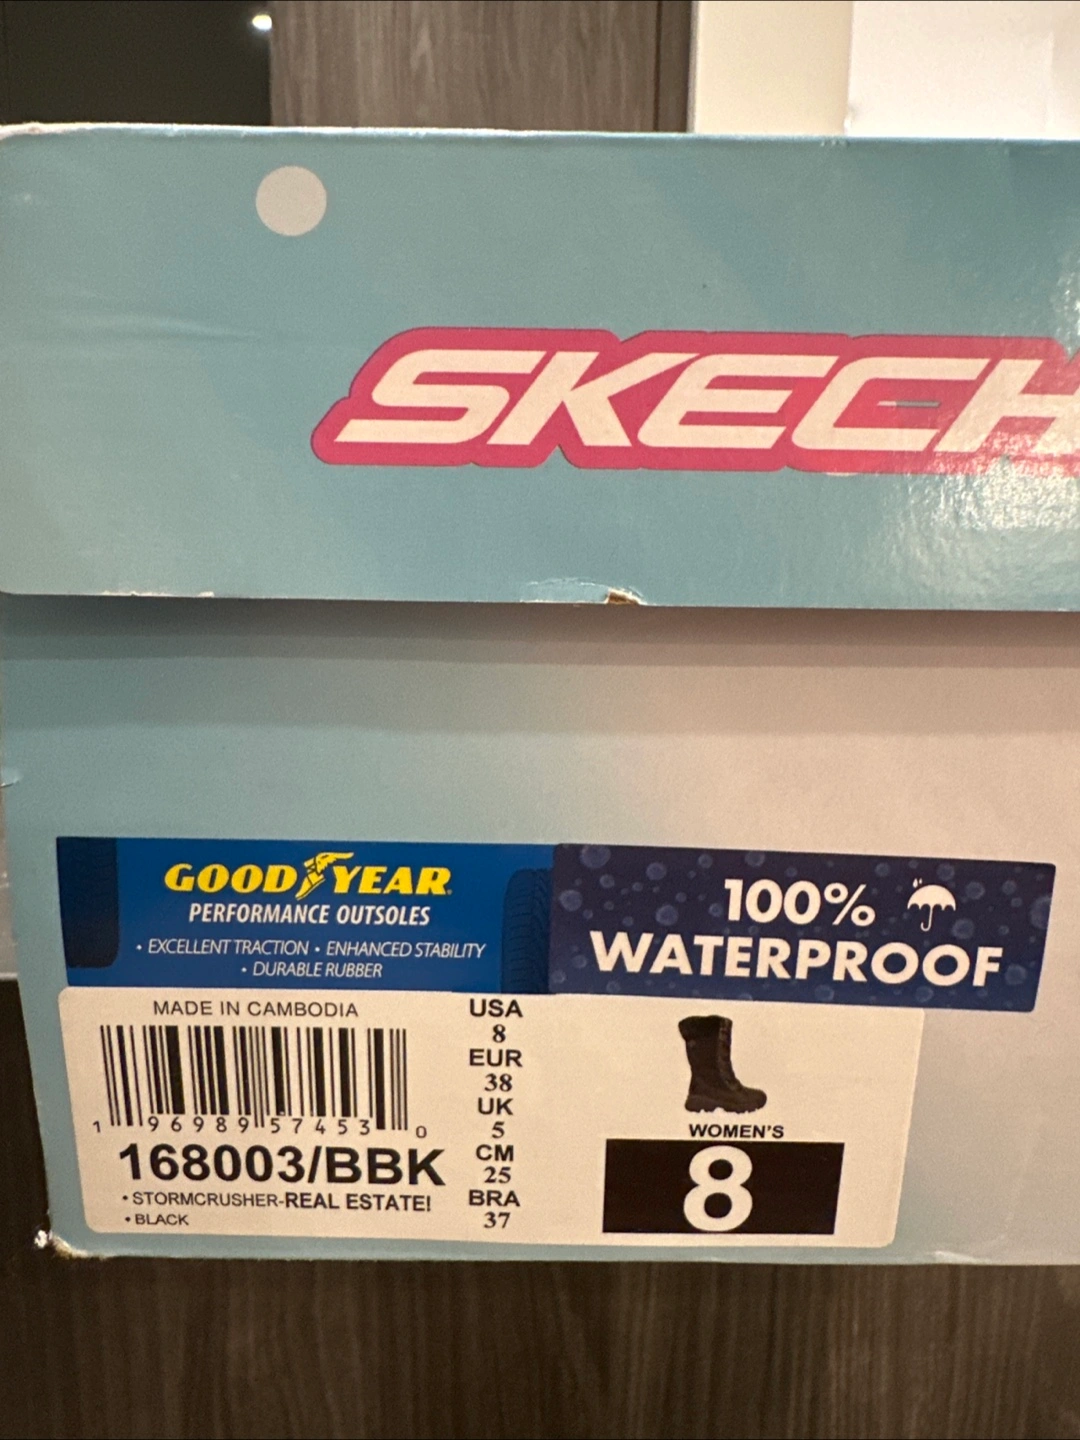 SKECH
GOODYEAR
PERFORMANCE OUTSOLES
• EXCELLENT TRACTION • ENHANCED STABILITY
• DURABLE RUBBER
100%
WATERPROOF
MADE IN CAMBODIA
1 96989 57453 0
168003/BBK
• STORMCRUSHER-REAL ESTATE!
• BLACK
USA
8
EUR
38
UK
5
CM
25
BRA
37
WOMEN'S
8